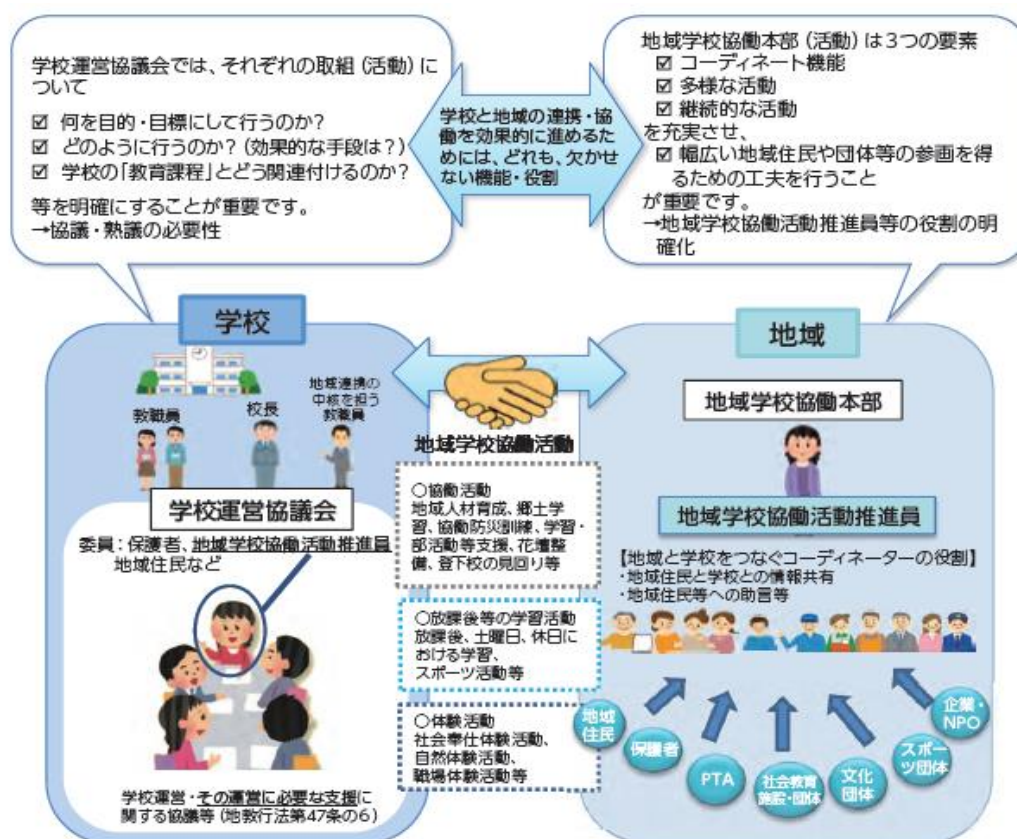 学校運営協議会では、それぞれの取組（活動）に
ついて
☑ 何を目的・目標にして行うのか？
☑ どのように行うのか？（効果的な手段は？）
☑ 学校の「教育課程」とどう関連付けるのか？
等を明確にすることが重要です。
→協議・熟議の必要性
学校と地域の連携・協
働を効果的に進めるた
めには、どれも、欠かせ
ない機能・役割
地域学校協働本部（活動）は３つの要素
☑ コーディネート機能
☑ 多様な活動
☑ 継続的な活動
を充実させ、
☑ 幅広い地域住民や団体等の参画を得
るための工夫を行うこと
が重要です。
→地域学校協働活動推進員等の役割の明
確化
学校
教職員
校長
地域連携の
中核を担う
教職員
学校運営協議会
委員：保護者、地域学校協働活動推進員
地域住民など
学校運営・その運営に必要な支援に
関する協議等（地教行法第47条の6）
地域学校協働活動
○協働活動
地域人材育成、郷土学
習、協働防災訓練、学習・
部活動等支援、花壇整
備、登下校の見回り等
○放課後等の学習活動
放課後、土曜日、休日に
おける学習、
スポーツ活動等
○体験活動
社会奉仕体験活動、
自然体験活動、
職場体験活動等
地域
地域学校協働本部
地域学校協働活動推進員
【地域と学校をつなぐコーディネーターの役割】
・地域住民と学校との情報共有
・地域住民等への助言等
地域
住民
保護者
PTA
社会教育
施設・団体
文化
団体
スポー
ツ団体
企業・
NPO